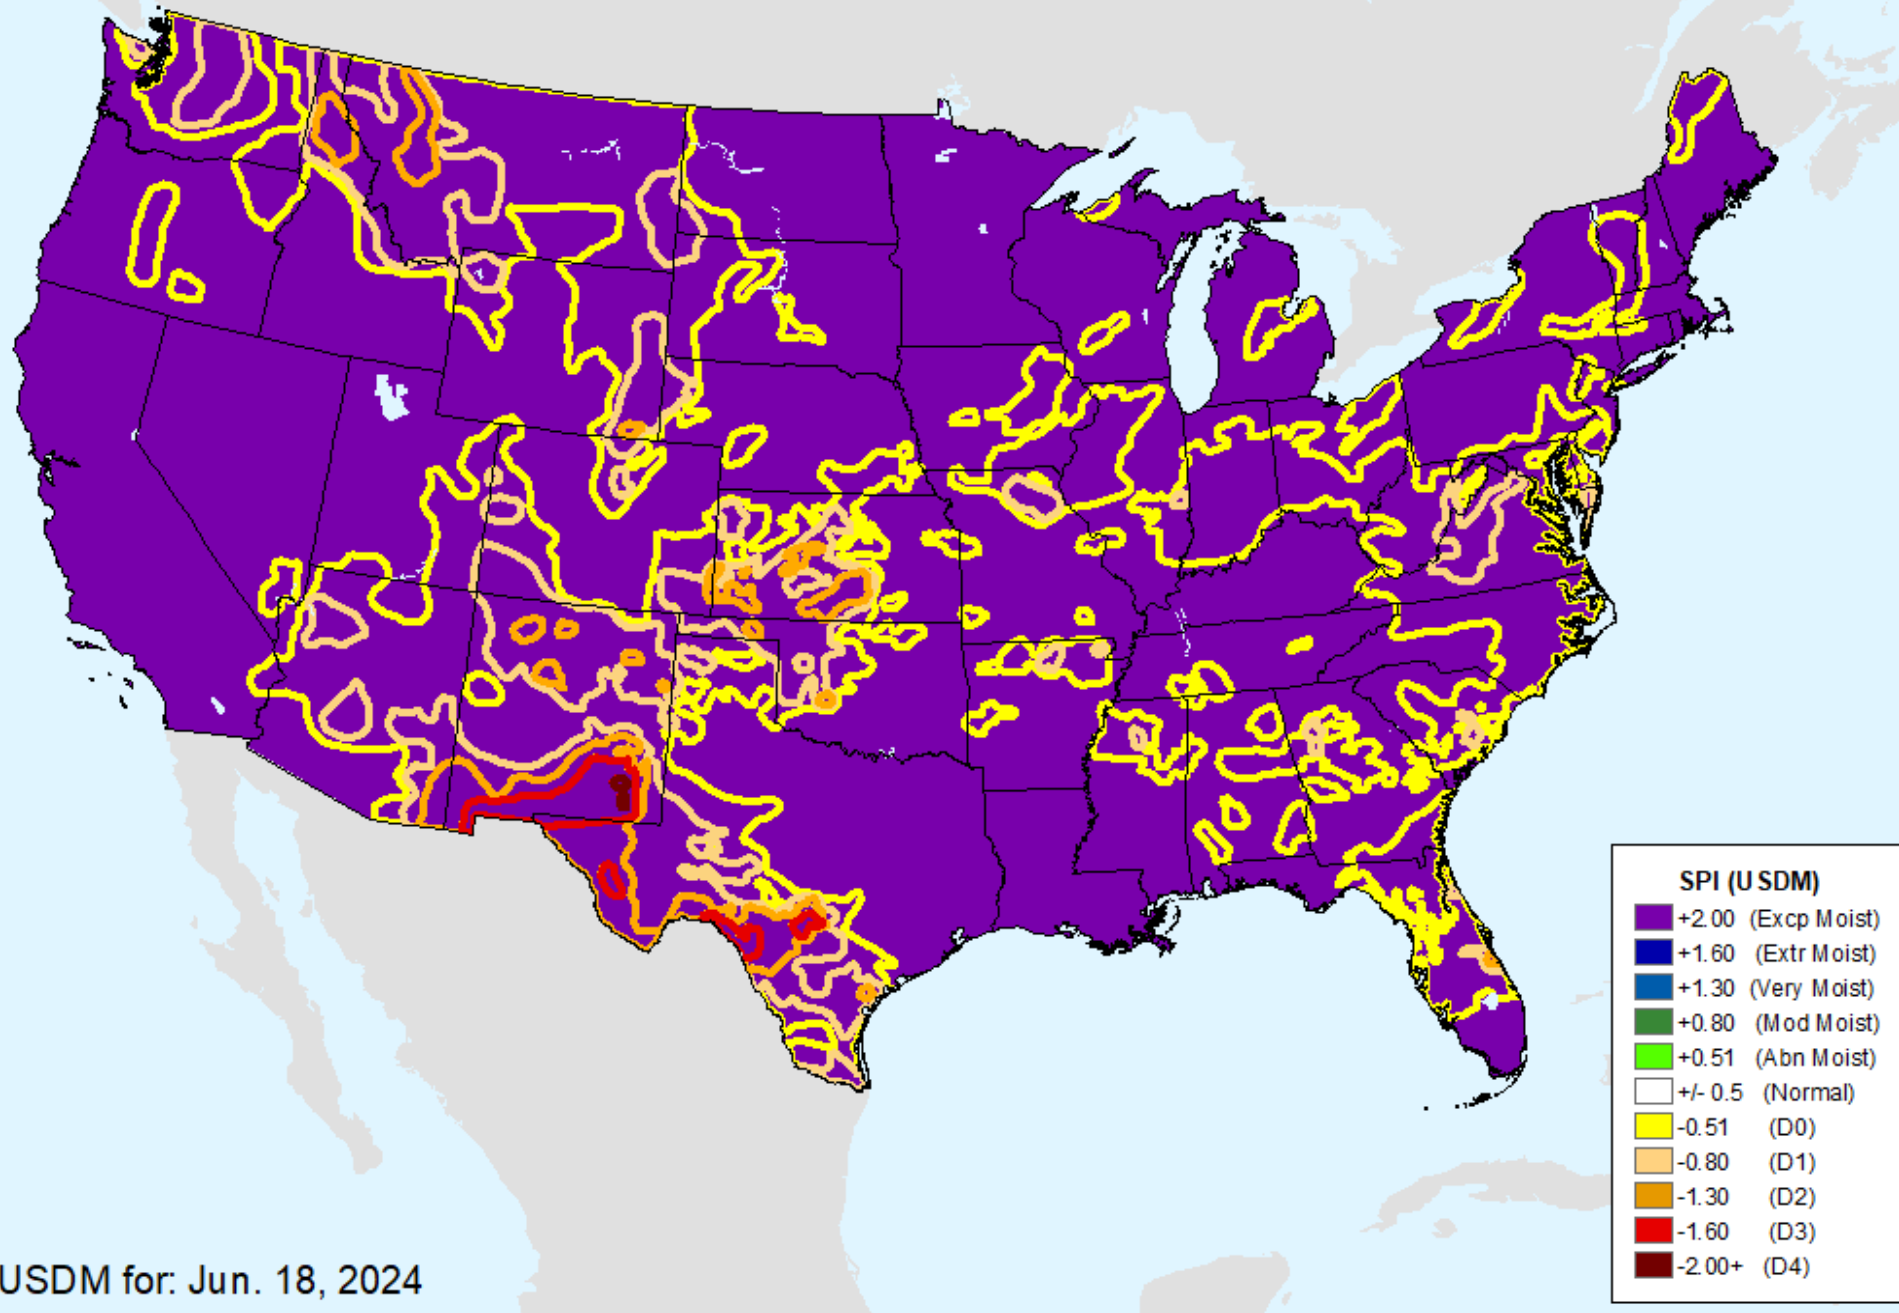 SPI (USDM)
+2.00 (Excp Moist)
+1.60 (Extr Moist)
+1.30 (Very Moist)
+0.80 (Mod Moist)
+0.51 (Abn Moist)
+/- 0.5 (Normal)
-0.51 (D0)
-0.80 (D1)
-1.30 (D2)
-1.60 (D3)
-2.00+ (D4)
USDM for: Jun. 18, 2024